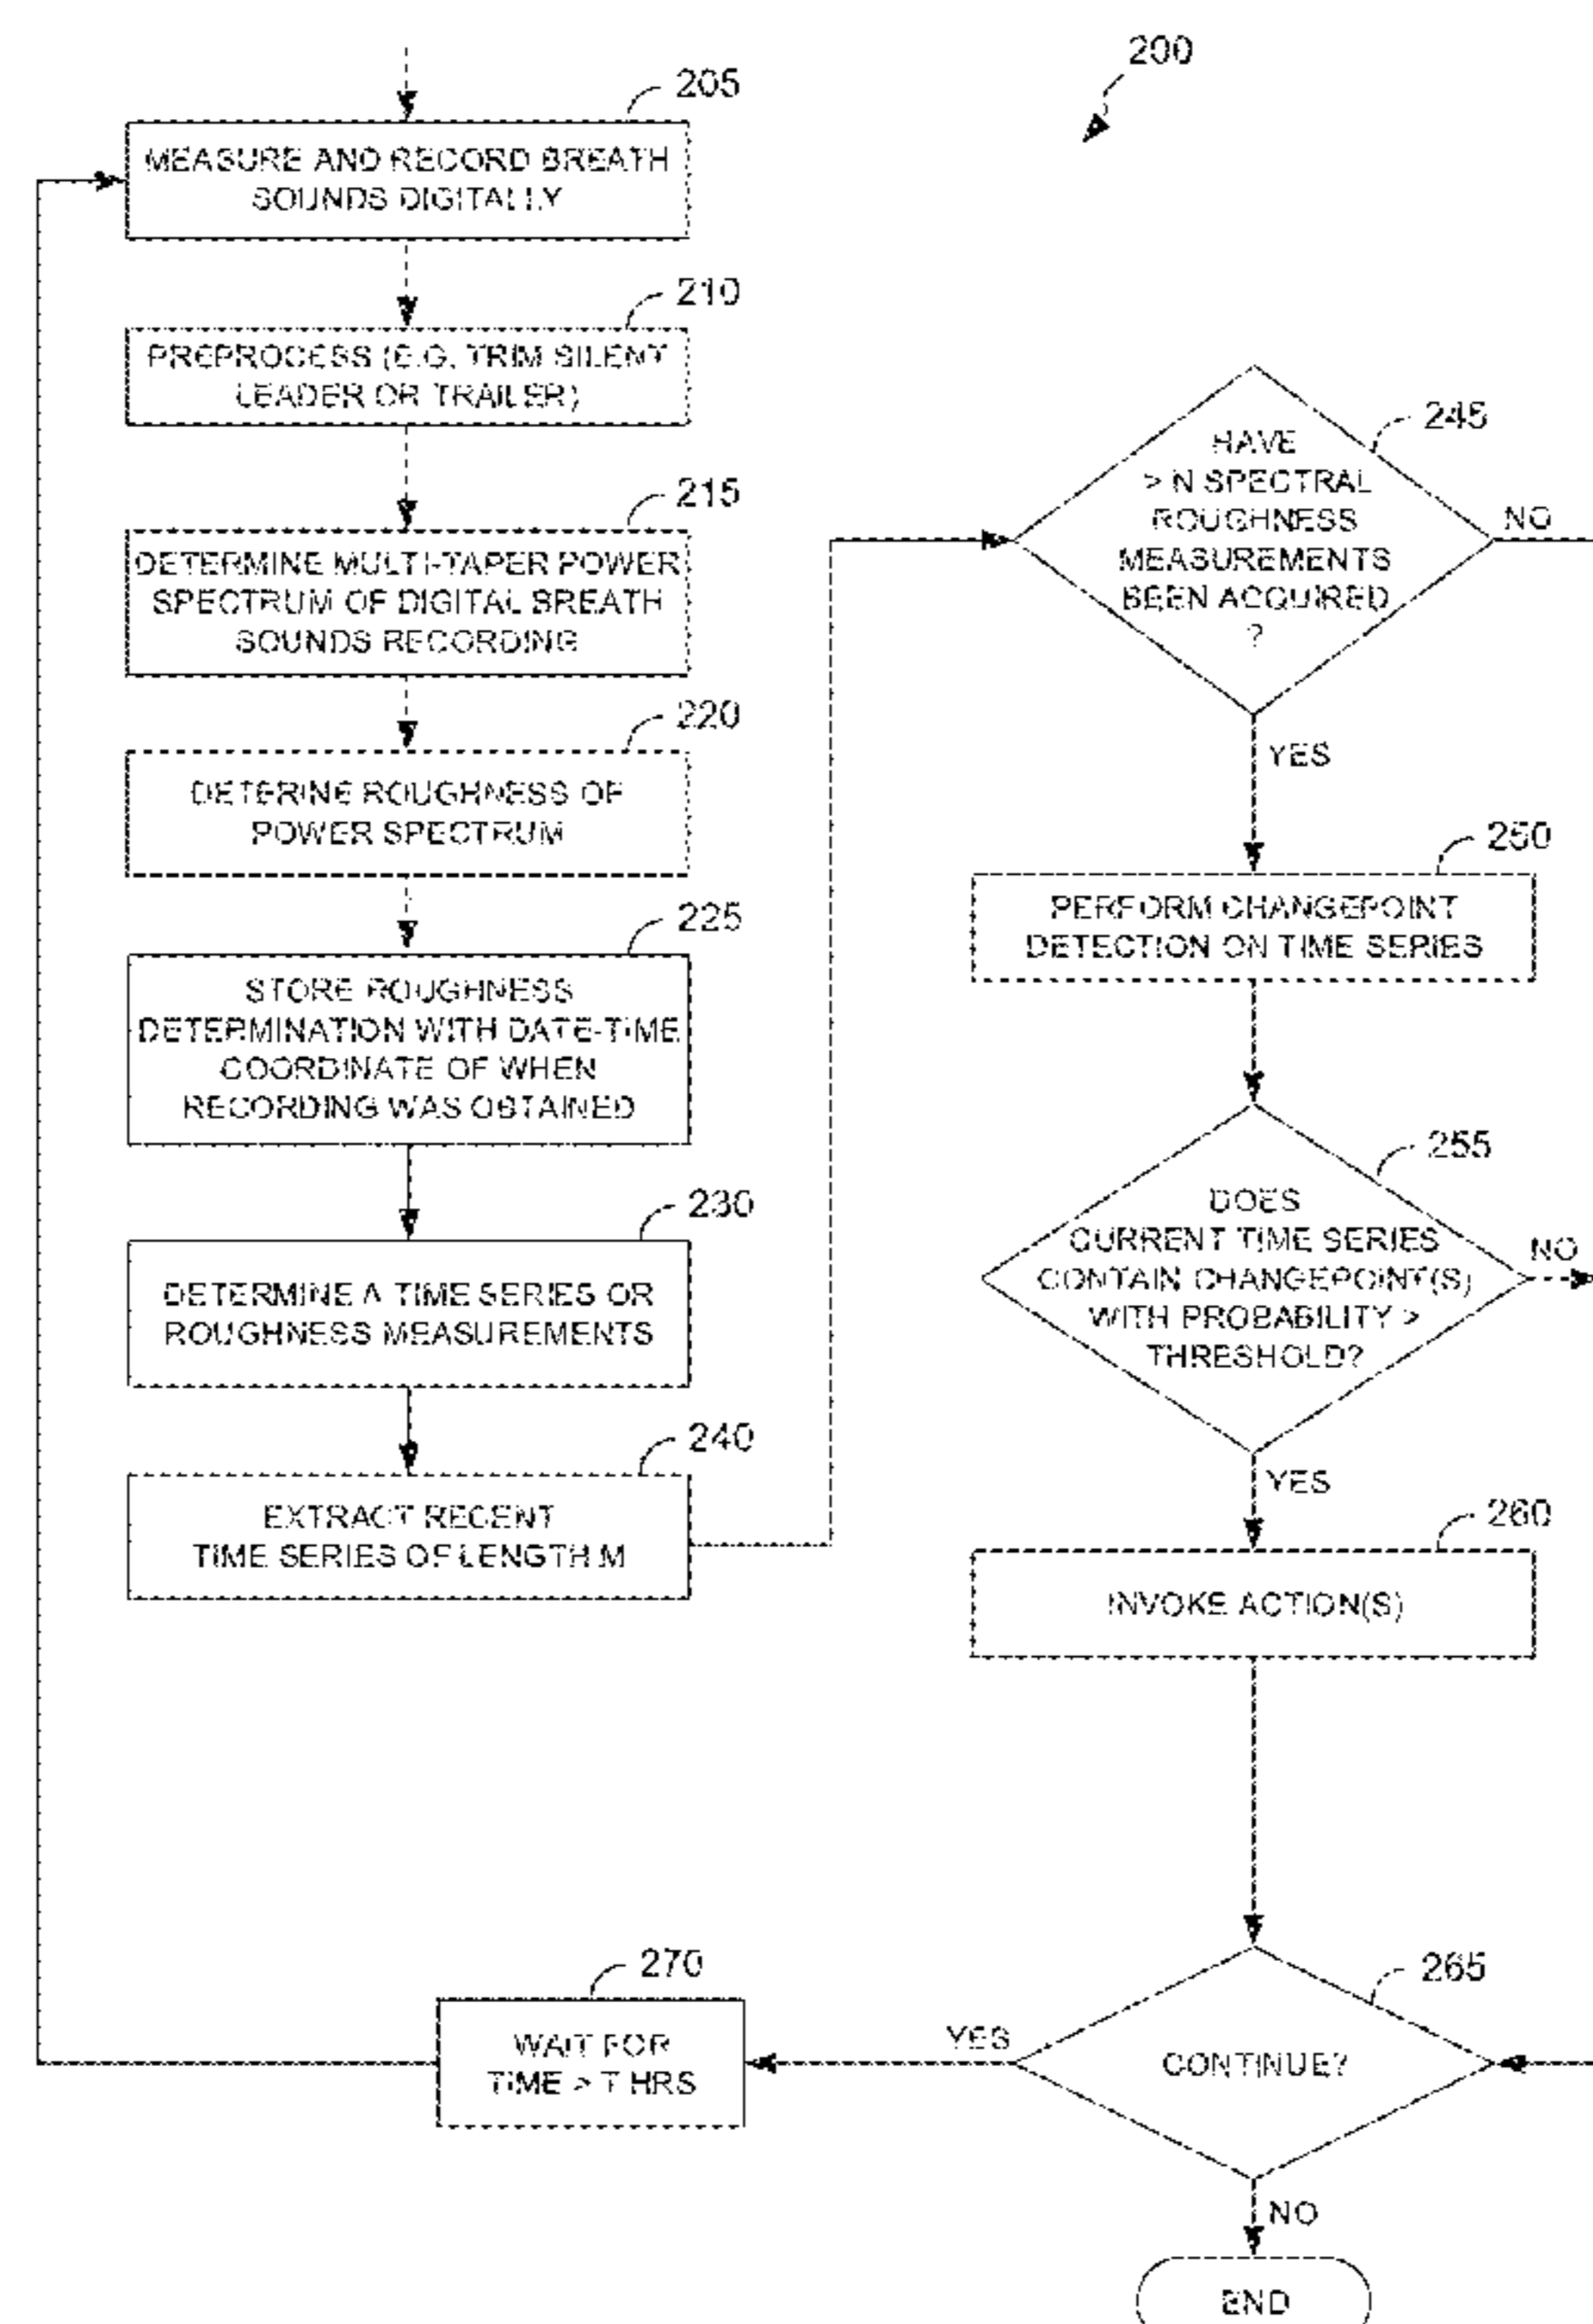 200
205
MEASURE AND RECORD BREATH
SOUNDS DIGITALLY
210
PREPROCESS (E.G, TRIM SILENT
LEADER OR TRAILER)
215
DETERMINE MULTI-TAPER POWER
SPECTRUM OF DIGITAL BREATH
SOUNDS RECORDING
220
DETERINE ROUGHNESS OF
POWER SPECTRUM
225
STORE ROUGHNESS
DETERMINATION WITH DATE-TIME
COORDINATE OF WHEN
RECORDING WAS OBTAINED
230
DETERMINE A TIME SERIES OR
ROUGHNESS MEASUREMENTS
240
EXTRACT RECENT
TIME SERIES OF LENGTH M
245
HAVE
> N SPECTRAL
ROUGHNESS
MEASUREMENTS
BEEN ACQUIRED
?
NO
YES
250
PERFORM CHANGEPOINT
DETECTION ON TIME SERIES
255
DOES
CURRENT TIME SERIES
CONTAIN CHANGEPOINT(S)
WITH PROBABILITY >
THRESHOLD?
NO
YES
260
INVOKE ACTION(S)
265
CONTINUE?
YES
270
WAIT FOR
TIME > T HRS
NO
END